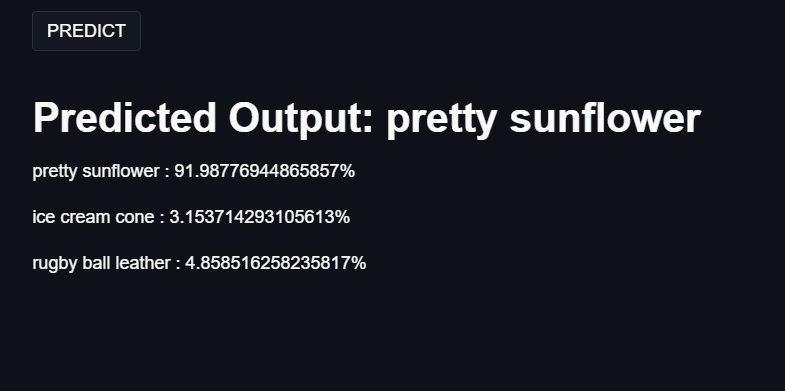 PREDICT
Predicted Output: pretty sunflower
pretty sunflower : 91.98776944865857%
ice cream cone : 3.153714293105613%
rugby ball leather : 4.858516258235817%